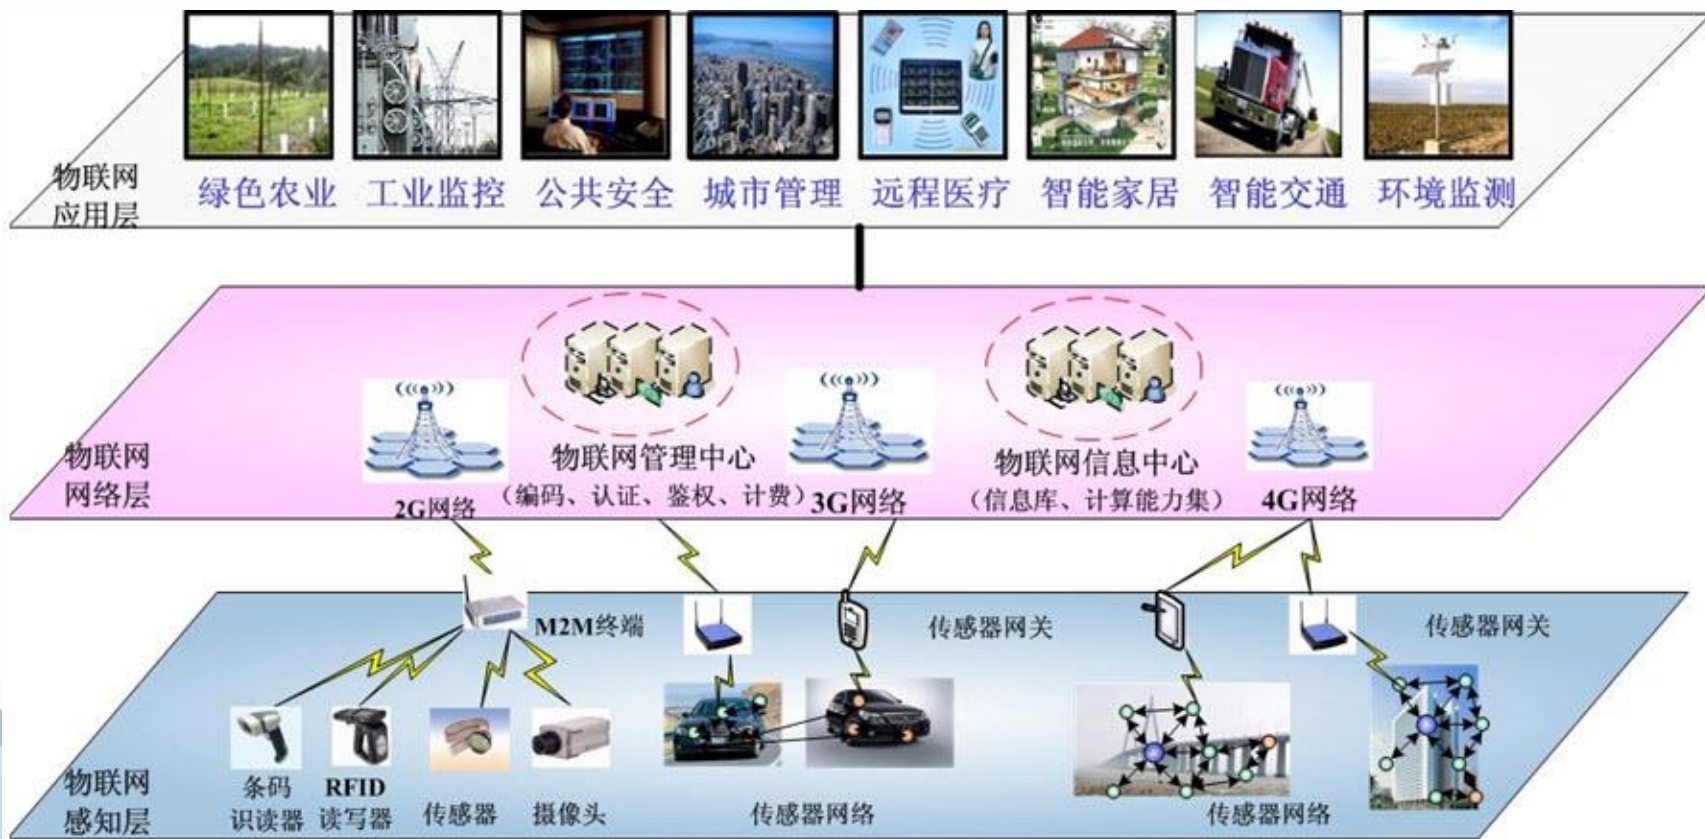 物联网
应用层
绿色农业
工业监控
公共安全
城市管理
远程医疗
智能家居
智能交通
环境监测
物联网
网络层
2G网络
物联网管理中心
（编码、认证、鉴权、计费）
3G网络
物联网信息中心
（信息库、计算能力集）
4G网络
M2M终端
传感器网关
传感器网关
物联网
感知层
条码
识读器
RFID
读写器
传感器
摄像头
传感器网络
传感器网络